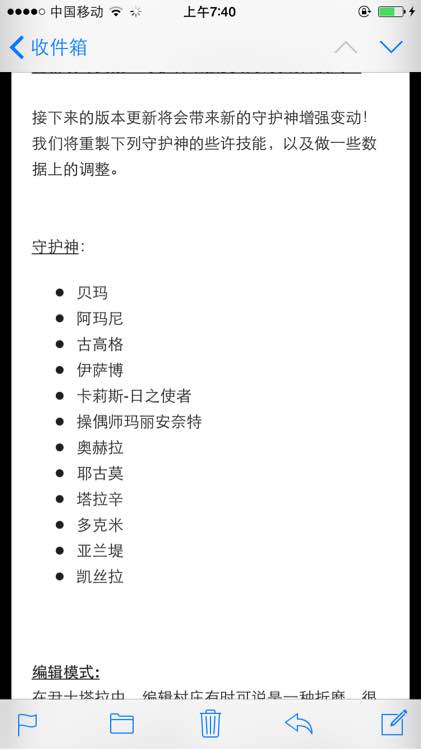 中国移动
上午7:40
收件箱
接下来的版本更新将会带来新的守护神增强变动!
我们将重製下列守护神的些许技能，以及做一些数
据上的调整。
守护神:
贝玛
阿玛尼
古高格
伊萨博
卡莉斯-日之使者
操偶师玛丽安奈特
奥赫拉
耶古莫
塔拉辛
多克米
亚兰堤
凯丝拉
编辑模式:
在尹士塔拉中，编辑村庄有时可说是一种折磨，很